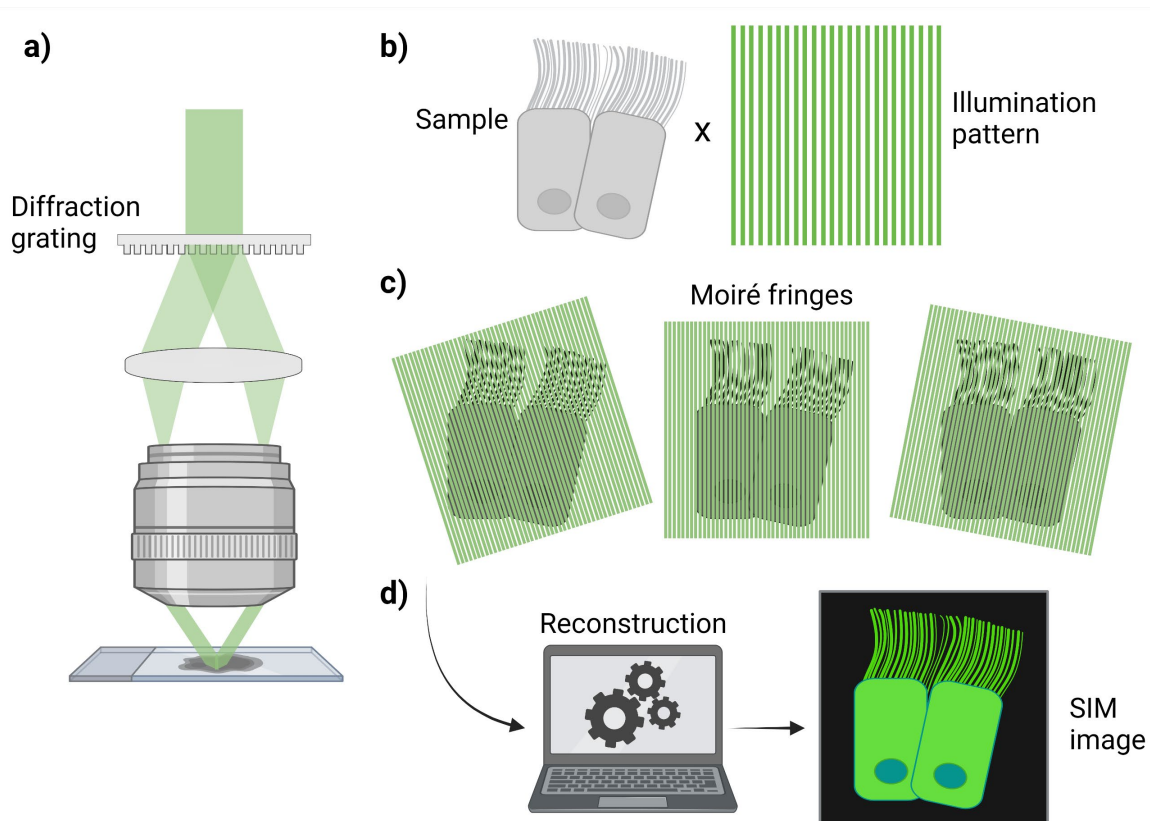 a)
Diffraction
grating
b)
Sample
x
Illumination
pattern
c)
Moiré fringes
d)
Reconstruction
SIM
image